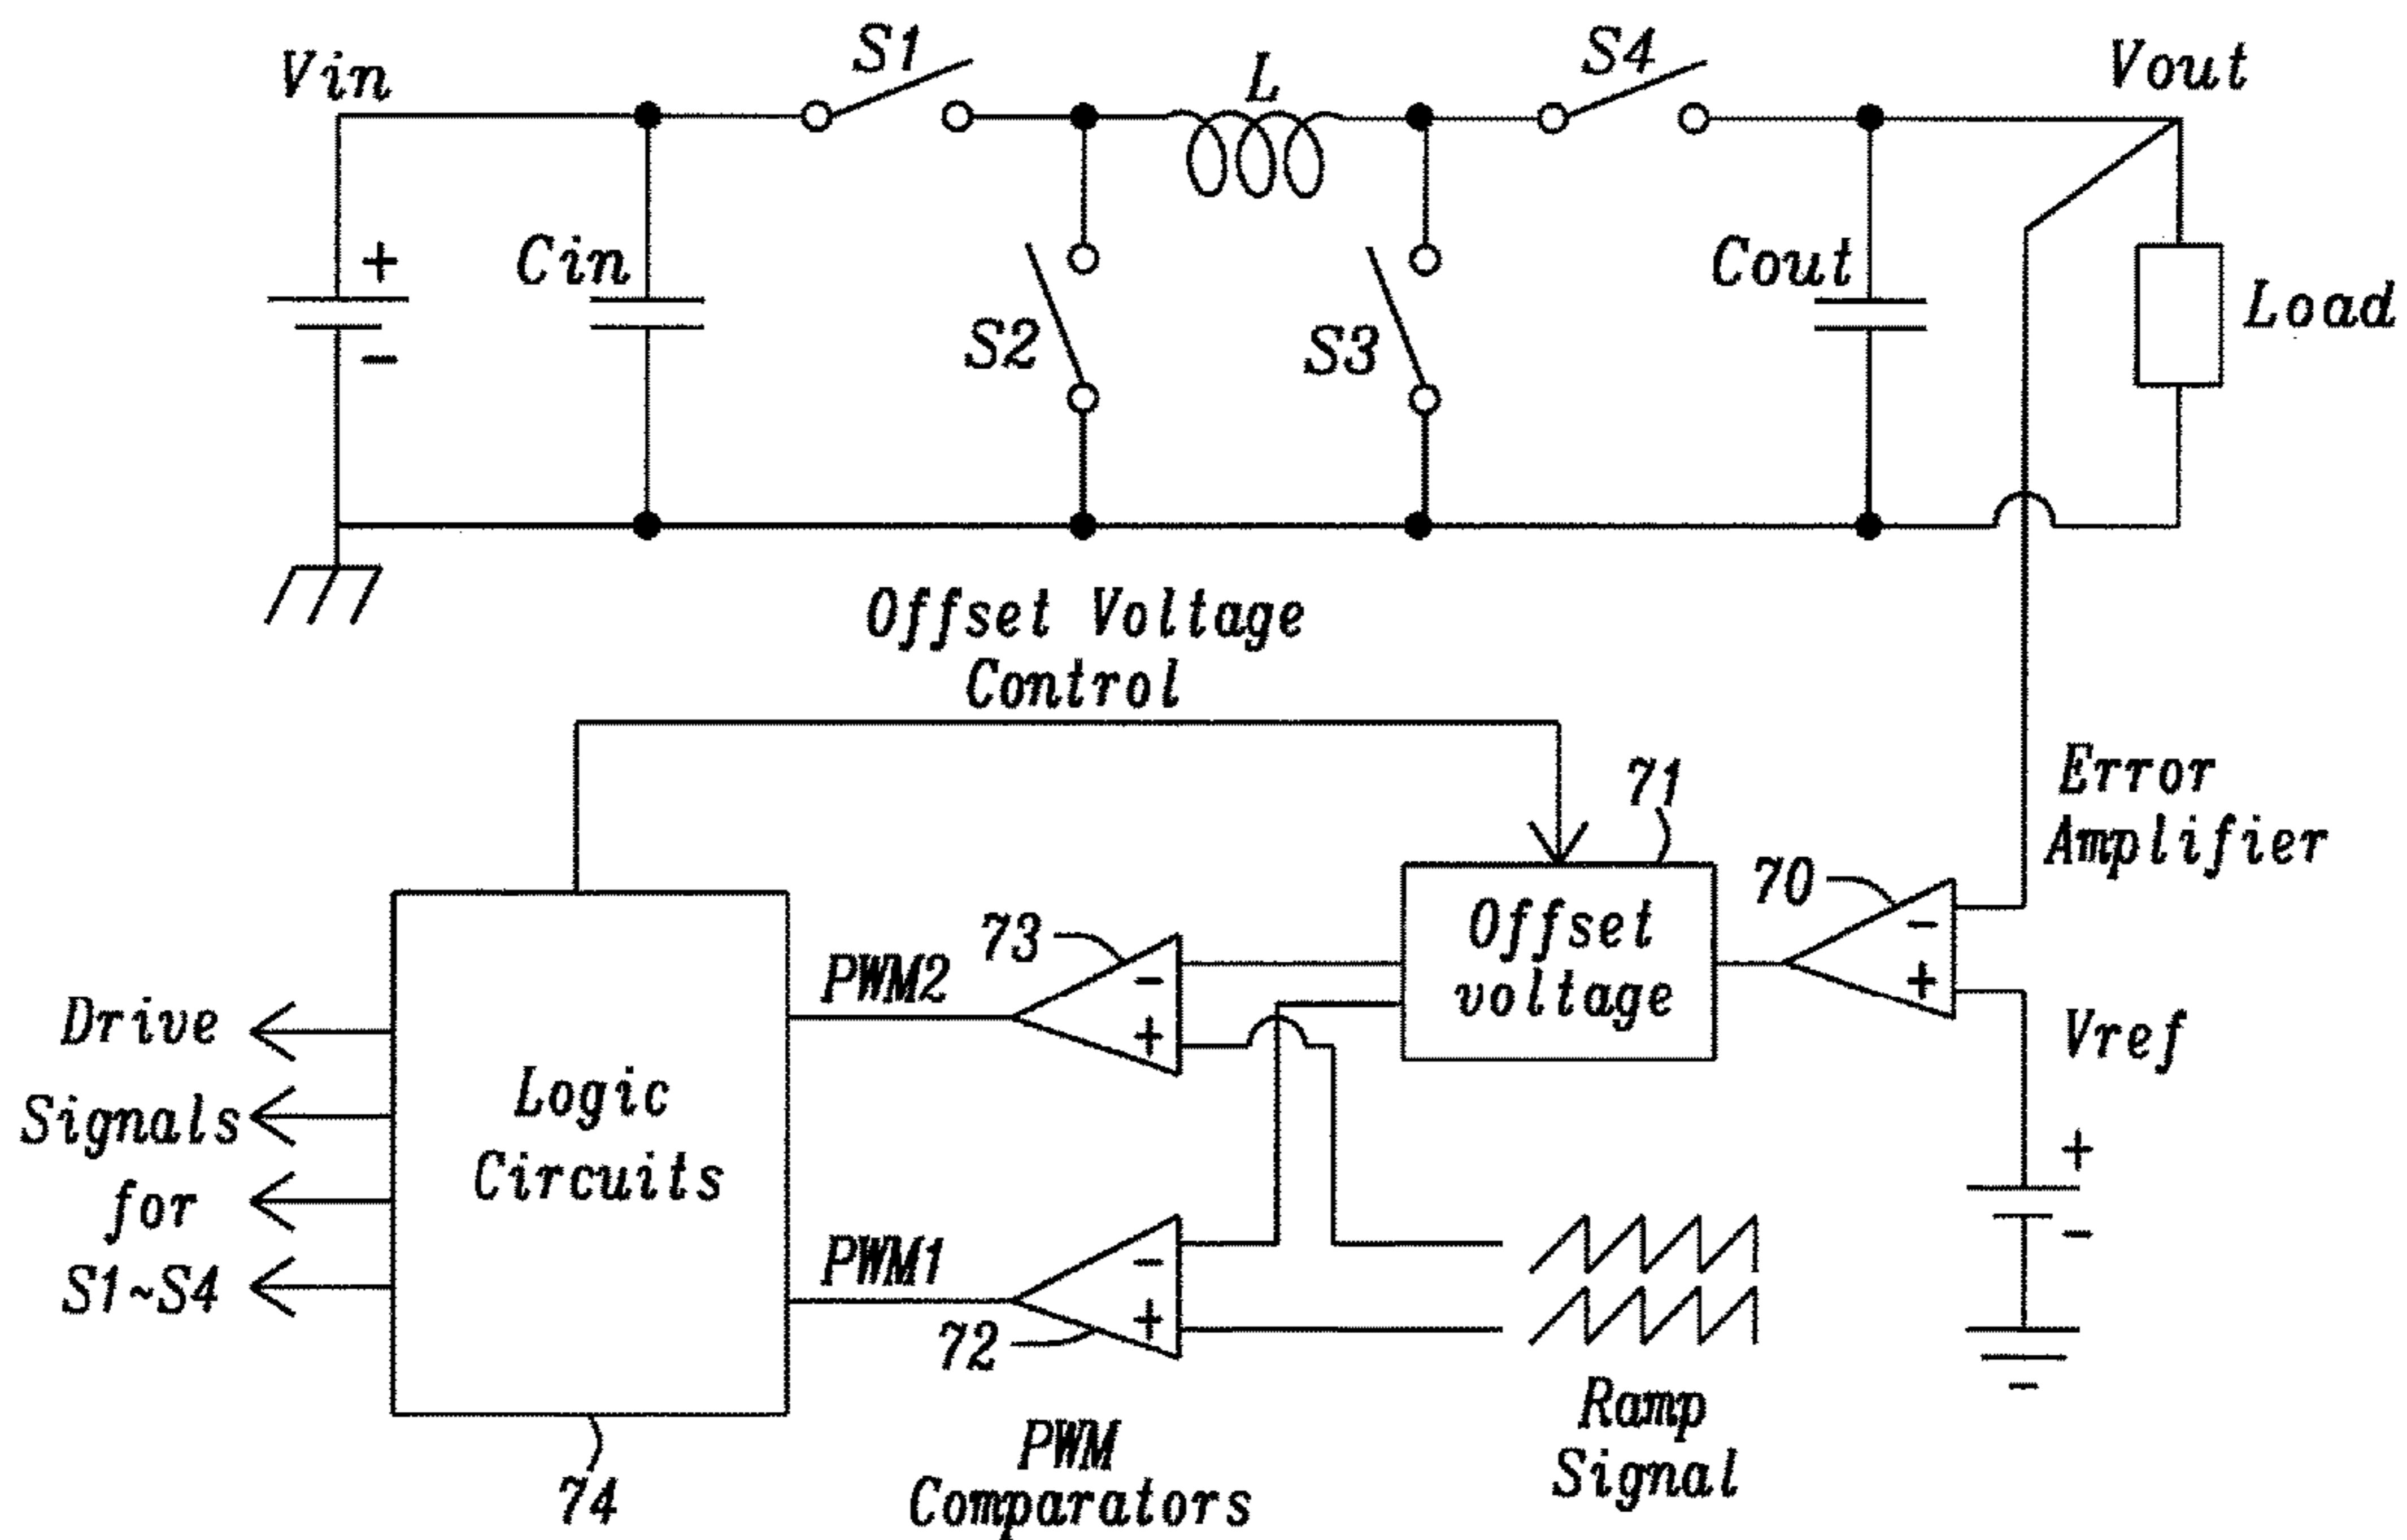 Vin
S1
L
S4
Vout
+
-
Cin
S2
S3
Cout
Load
Offset Voltage
Control
Error
Amplifier
71
70
-
+
Offset
voltage
73
-
+
PWM2
Vref
+
-
Drive
Signals
for
S1~S4
Logic
Circuits
PWM1
-
+
72
Ramp
Signal
PWM
Comparators
74